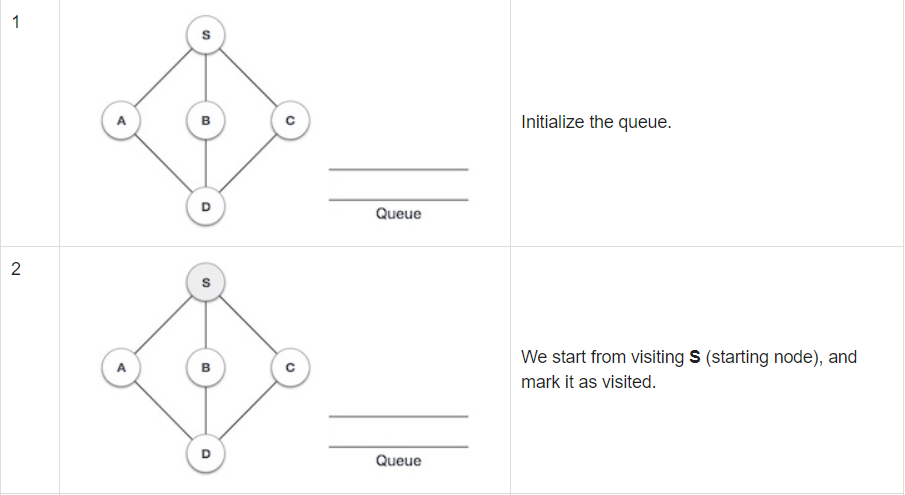 1
S
A B C
D
Queue
Initialize the queue.
2
S
A B C
D
Queue
We start from visiting S (starting node), and
mark it as visited.